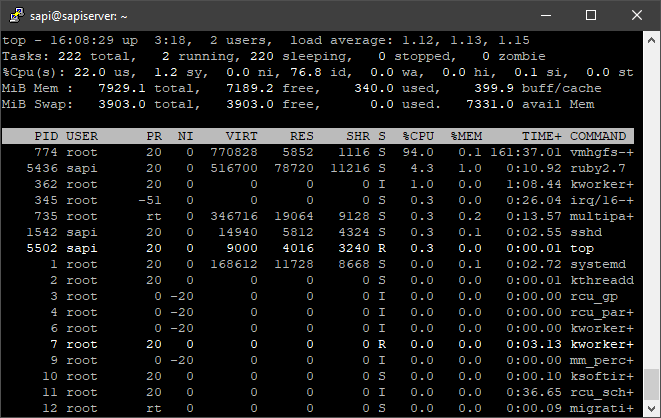 sapi@sapiserver: ~
top - 16:08:29 up  3:18,  2 users,  load average: 1.12, 1.13, 1.15
Tasks: 222 total,   2 running, 220 sleeping,   0 stopped,   0 zombie
%Cpu(s): 22.0 us,  1.2 sy,  0.0 ni, 76.8 id,  0.0 wa,  0.0 hi,  0.1 si,  0.0 st
MiB Mem :   7929.1 total,   7189.2 free,    340.0 used,    399.9 buff/cache
MiB Swap:   3903.0 total,   3903.0 free,      0.0 used.   7331.0 avail Mem
PID USER      PR  NI    VIRT    RES    SHR S  %CPU  %MEM     TIME+ COMMAND
774 root      20   0  770828   5852   1116 S  94.0   0.1 161:37.01 vmhgfs-+
5436 sapi      20   0  516700  78720  11216 S   4.3   1.0   0:10.92 ruby2.7
362 root      20   0       0      0      0 I   1.0   0.0   1:08.44 kworker+
345 root     -51   0       0      0      0 S   0.3   0.0   0:26.04 irq/16-+
735 root      rt   0  346716  19064   9128 S   0.3   0.2   0:13.57 multipa+
1542 sapi      20   0   14940   5812   4324 S   0.3   0.1   0:02.55 sshd
5502 sapi      20   0    9000   4016   3240 R   0.3   0.0   0:00.01 top
1 root      20   0  168612  11728   8668 S   0.0   0.1   0:02.72 systemd
2 root      20   0       0      0      0 S   0.0   0.0   0:00.01 kthreadd
3 root       0 -20       0      0      0 I   0.0   0.0   0:00.00 rcu_gp
4 root       0 -20       0      0      0 I   0.0   0.0   0:00.00 rcu_par+
6 root       0 -20       0      0      0 I   0.0   0.0   0:00.00 kworker+
7 root      20   0       0      0      0 R   0.0   0.0   0:03.13 kworker+
9 root       0 -20       0      0      0 I   0.0   0.0   0:00.00 mm_perc+
10 root      20   0       0      0      0 S   0.0   0.0   0:00.10 ksoftir+
11 root      20   0       0      0      0 I   0.0   0.0   0:36.65 rcu_sch+
12 root      rt   0       0      0      0 S   0.0   0.0   0:00.09 migrati+